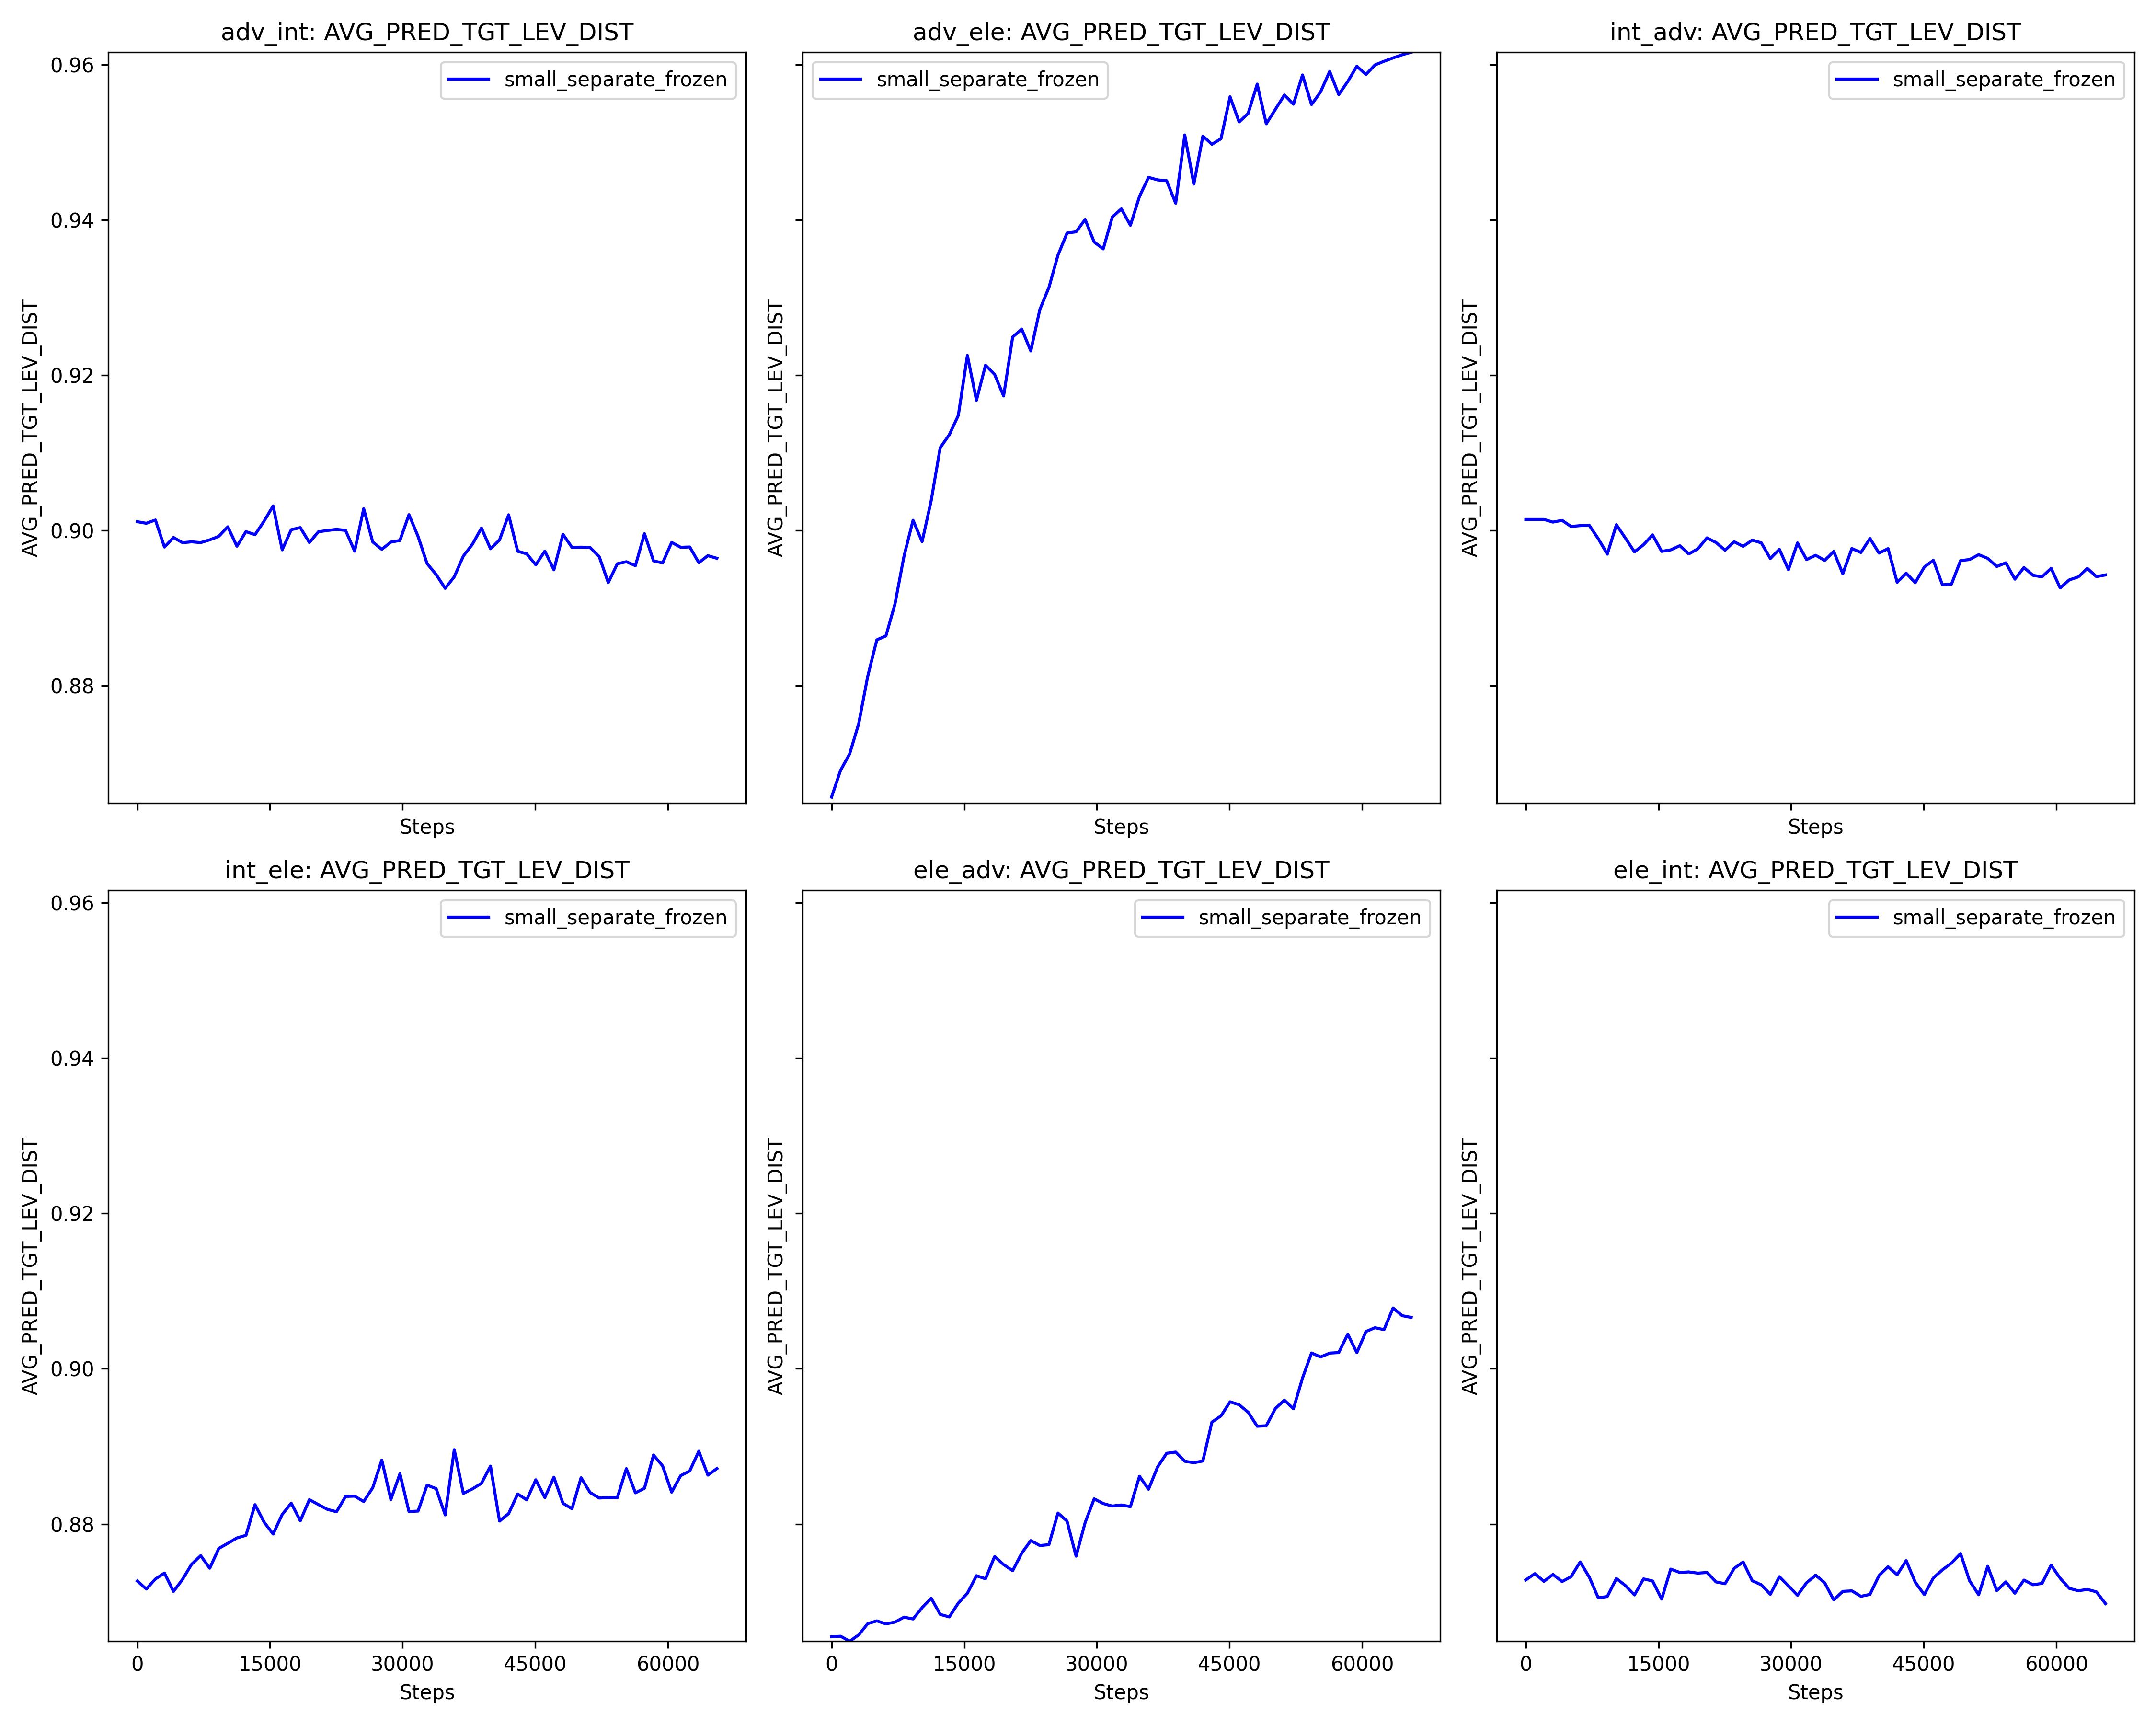 adv_int: AVG_PRED_TGT_LEV_DIST
adv_ele: AVG_PRED_TGT_LEV_DIST
int_adv: AVG_PRED_TGT_LEV_DIST
small_separate_frozen
small_separate_frozen
small_separate_frozen
0.96
0.94
0.92
0.90
0.88
AVG_PRED_TGT_LEV_DIST
AVG_PRED_TGT_LEV_DIST
AVG_PRED_TGT_LEV_DIST
Steps
Steps
Steps
int_ele: AVG_PRED_TGT_LEV_DIST
ele_adv: AVG_PRED_TGT_LEV_DIST
ele_int: AVG_PRED_TGT_LEV_DIST
small_separate_frozen
small_separate_frozen
small_separate_frozen
0.96
0.94
0.92
0.90
0.88
AVG_PRED_TGT_LEV_DIST
AVG_PRED_TGT_LEV_DIST
AVG_PRED_TGT_LEV_DIST
0 15000 30000 45000 60000
0 15000 30000 45000 60000
0 15000 30000 45000 60000
Steps
Steps
Steps